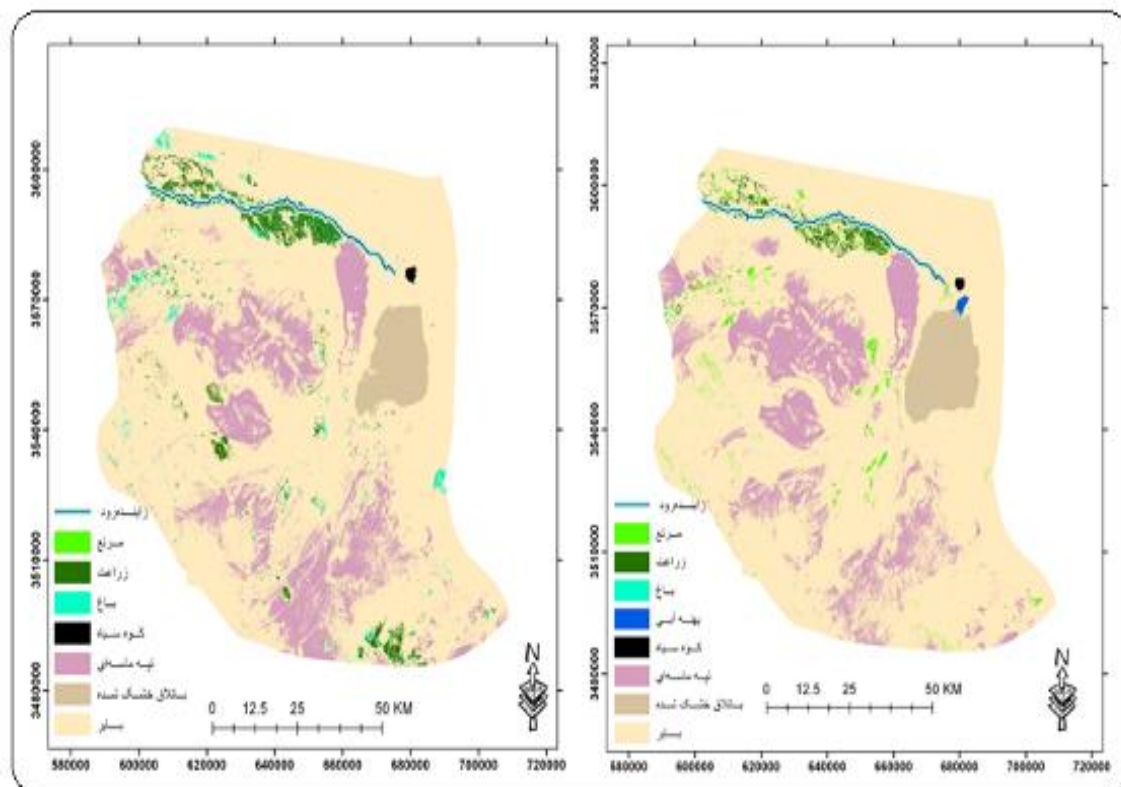 3600000
3570000
3540000
3510000
3480000
زاینده‌رود
مرتع
زراعت
باغ
کوه سیاه
تپه ماسه‌ای
باتلاق خشک شده
بایر
0 12.5 25 50 KM
N
580000 600000 620000 640000 660000 680000 700000 720000
3630000
3600000
3570000
3540000
3510000
3480000
زاینده‌رود
مرتع
زراعت
باغ
پهنه آبی
کوه سیاه
تپه ماسه‌ای
باتلاق خشک شده
بایر
0 12.5 25 50 KM
N
600000 620000 640000 660000 680000 700000 720000